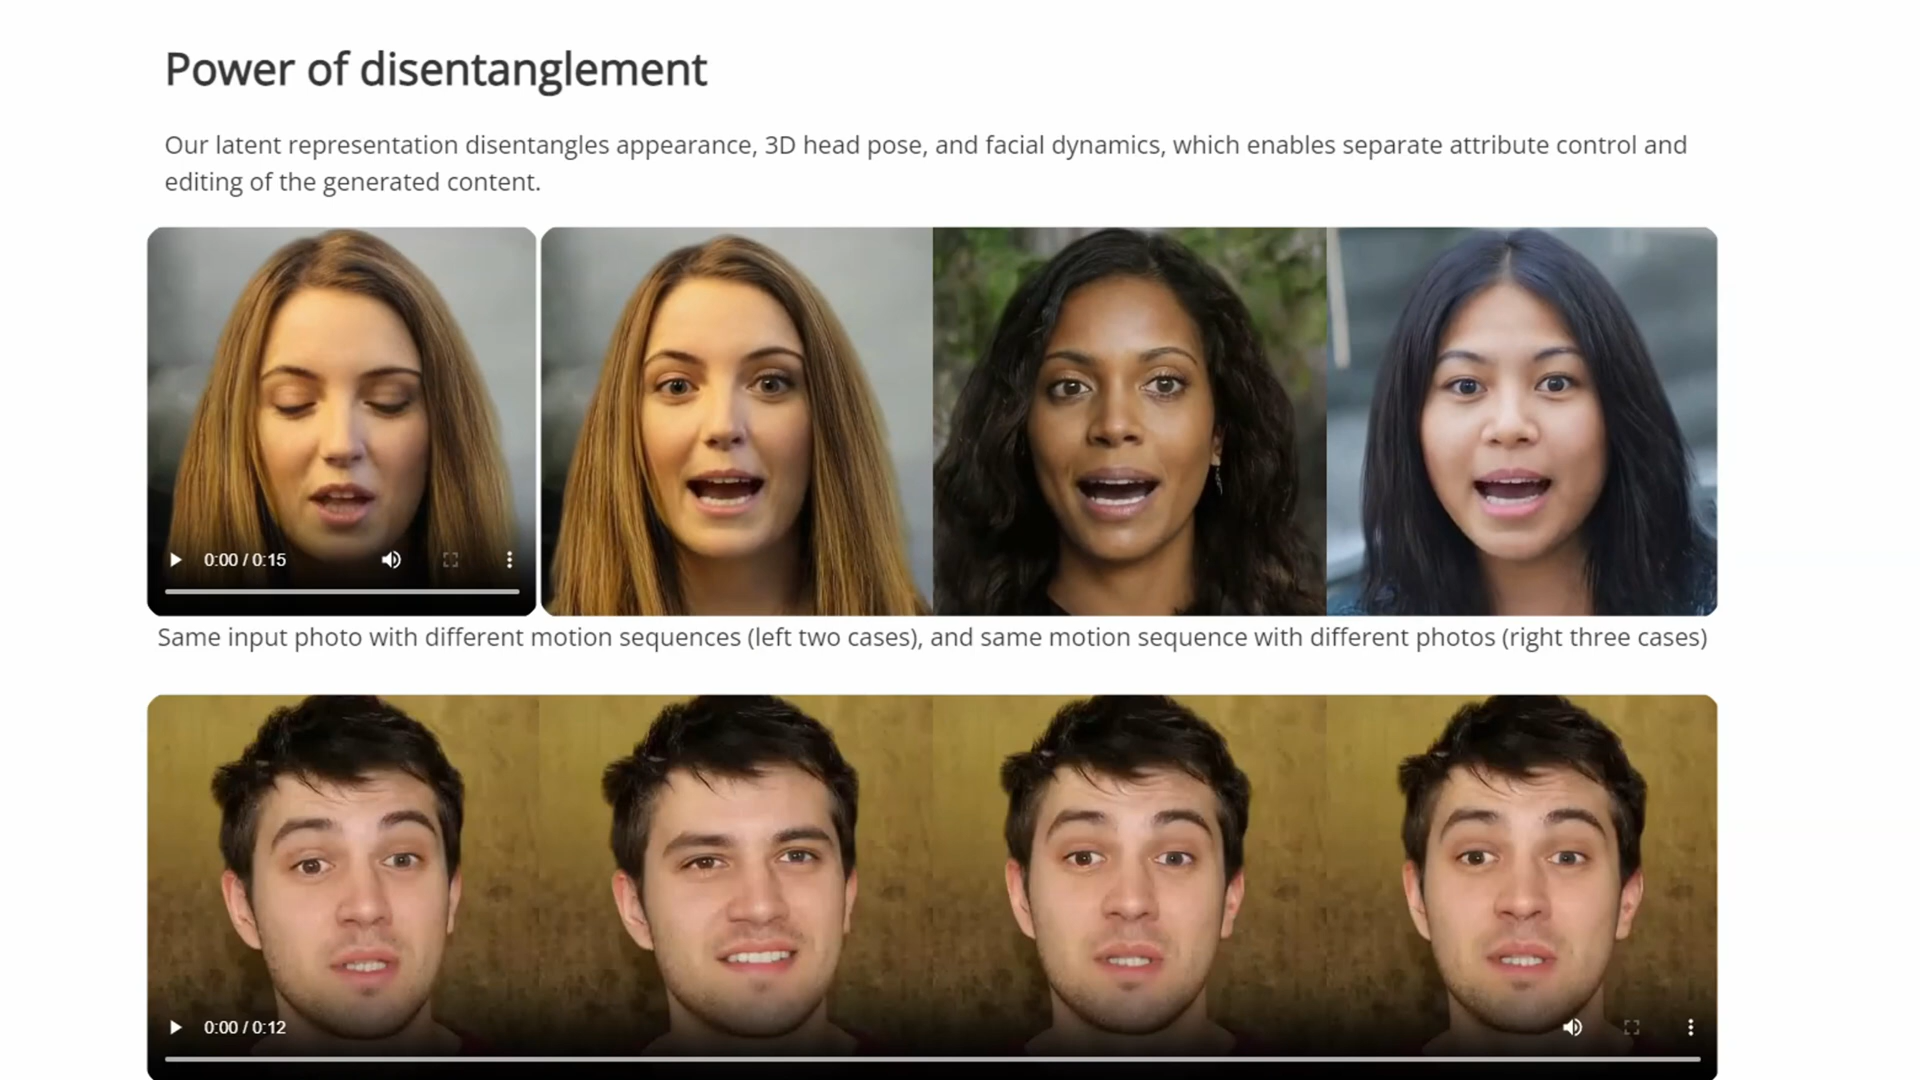 Power of disentanglement
Our latent representation disentangles appearance, 3D head pose, and facial dynamics, which enables separate attribute control and
editing of the generated content.
0:00 / 0:15
Same input photo with different motion sequences (left two cases), and same motion sequence with different photos (right three cases)
0:00 / 0:12